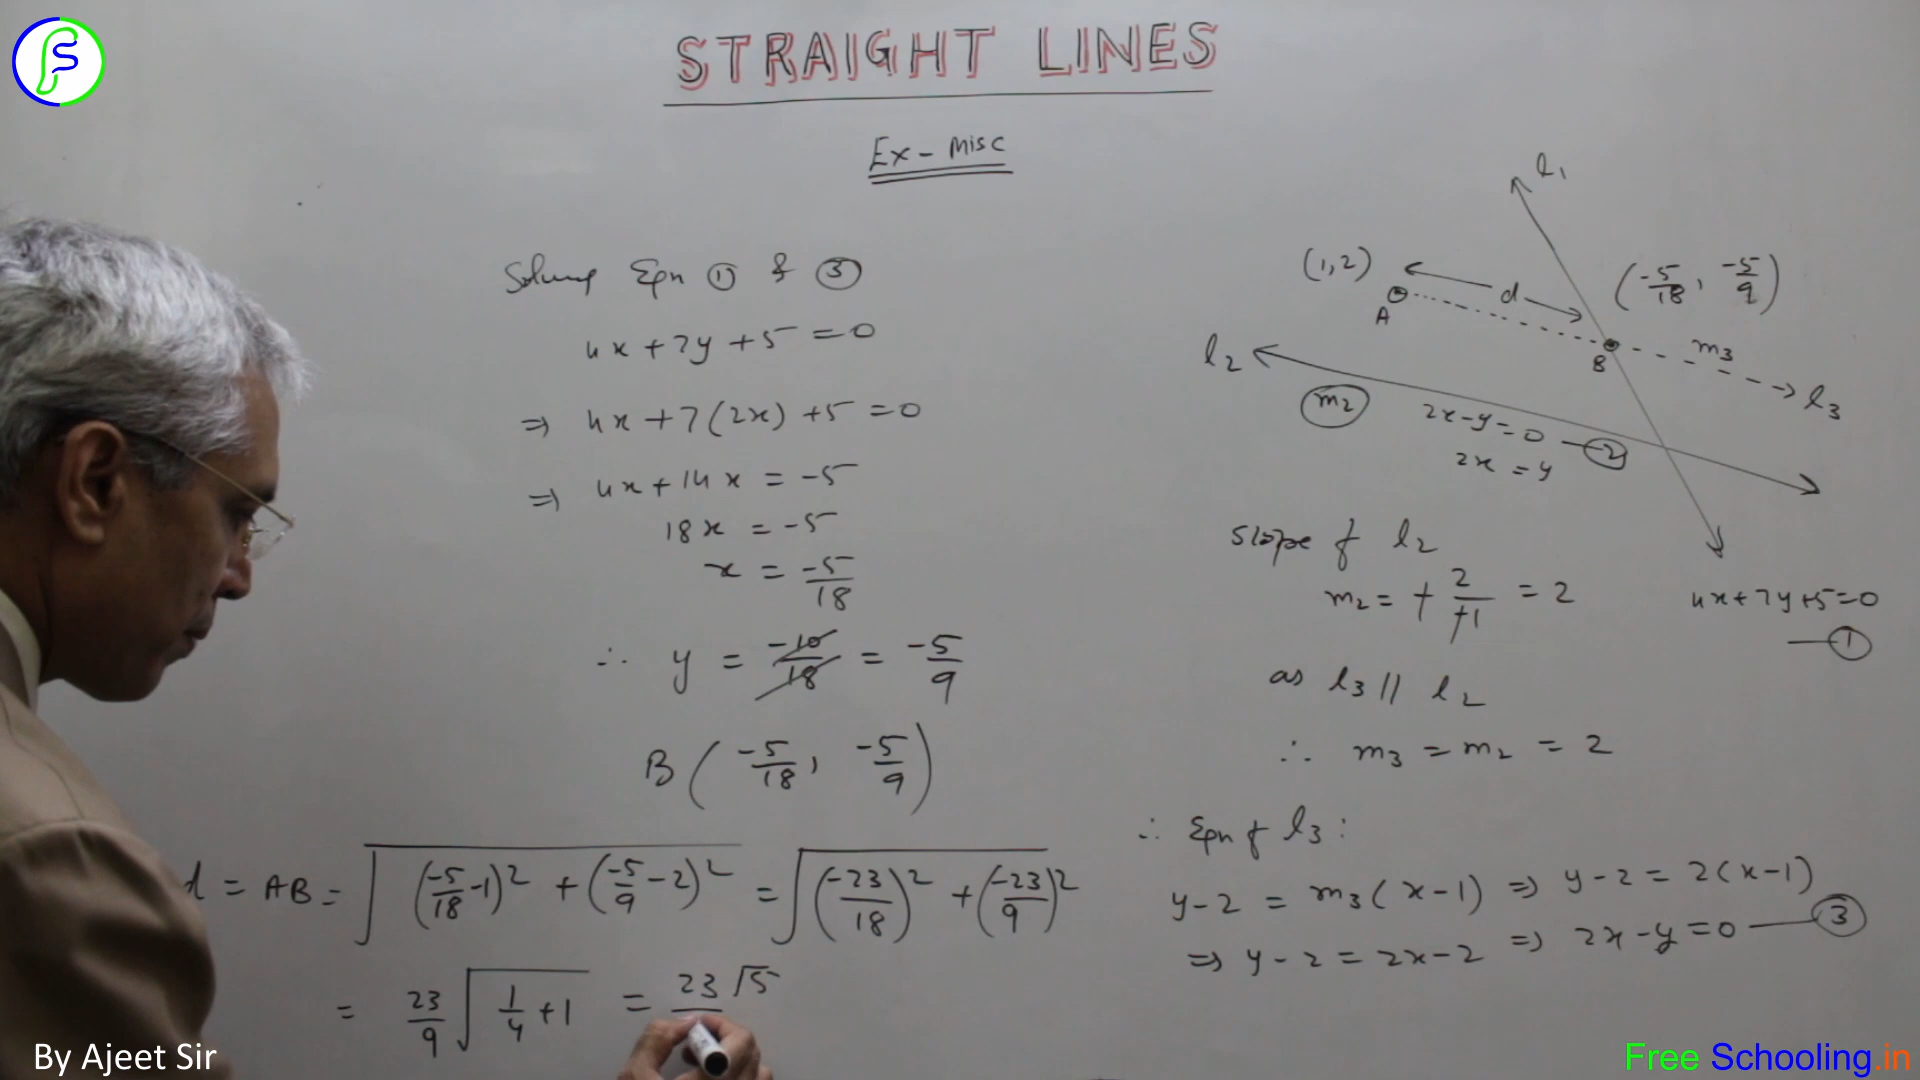 STRAIGHT LINES
Ex - Misc
Solving Eqn ① & ③
4x + 7y + 5 = 0
⇒ 4x + 7(2x) + 5 = 0
⇒ 4x + 14x = -5
18x = -5
x = -5/18
∴ y = -10/18 = -5/9
B (-5/18, -5/9)
d = AB = √((-5/18 - 1)² + (-5/9 - 2)²) = √((-23/18)² + (-23/9)²)
= 23/9 √(1/4 + 1) = 23√5
l₁
(1,2)
d
(-5/18, -5/9)
A
B
m₃
l₃
l₂
m₂
2x - y = 0 — ②
2x = y
4x + 7y + 5 = 0
— ①
Slope of l₂
m₂ = + 2/+1 = 2
as l₃ // l₂
∴ m₃ = m₂ = 2
∴ Eqn of l₃ :
y - 2 = m₃(x - 1) ⇒ y - 2 = 2(x - 1)
⇒ y - 2 = 2x - 2 ⇒ 2x - y = 0 — ③
By Ajeet Sir
Free Schooling.in